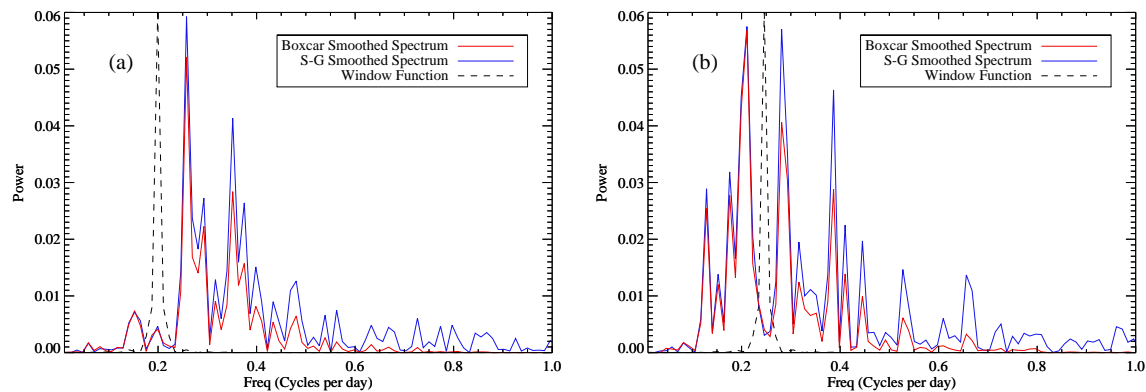 (a)
Boxcar Smoothed Spectrum
S-G Smoothed Spectrum
Window Function
Power
0.06
0.05
0.04
0.03
0.02
0.01
0.00
0.2 0.4 0.6 0.8 1.0
Freq (Cycles per day)
(b)
Boxcar Smoothed Spectrum
S-G Smoothed Spectrum
Window Function
Power
0.06
0.05
0.04
0.03
0.02
0.01
0.00
0.2 0.4 0.6 0.8 1.0
Freq (Cycles per day)